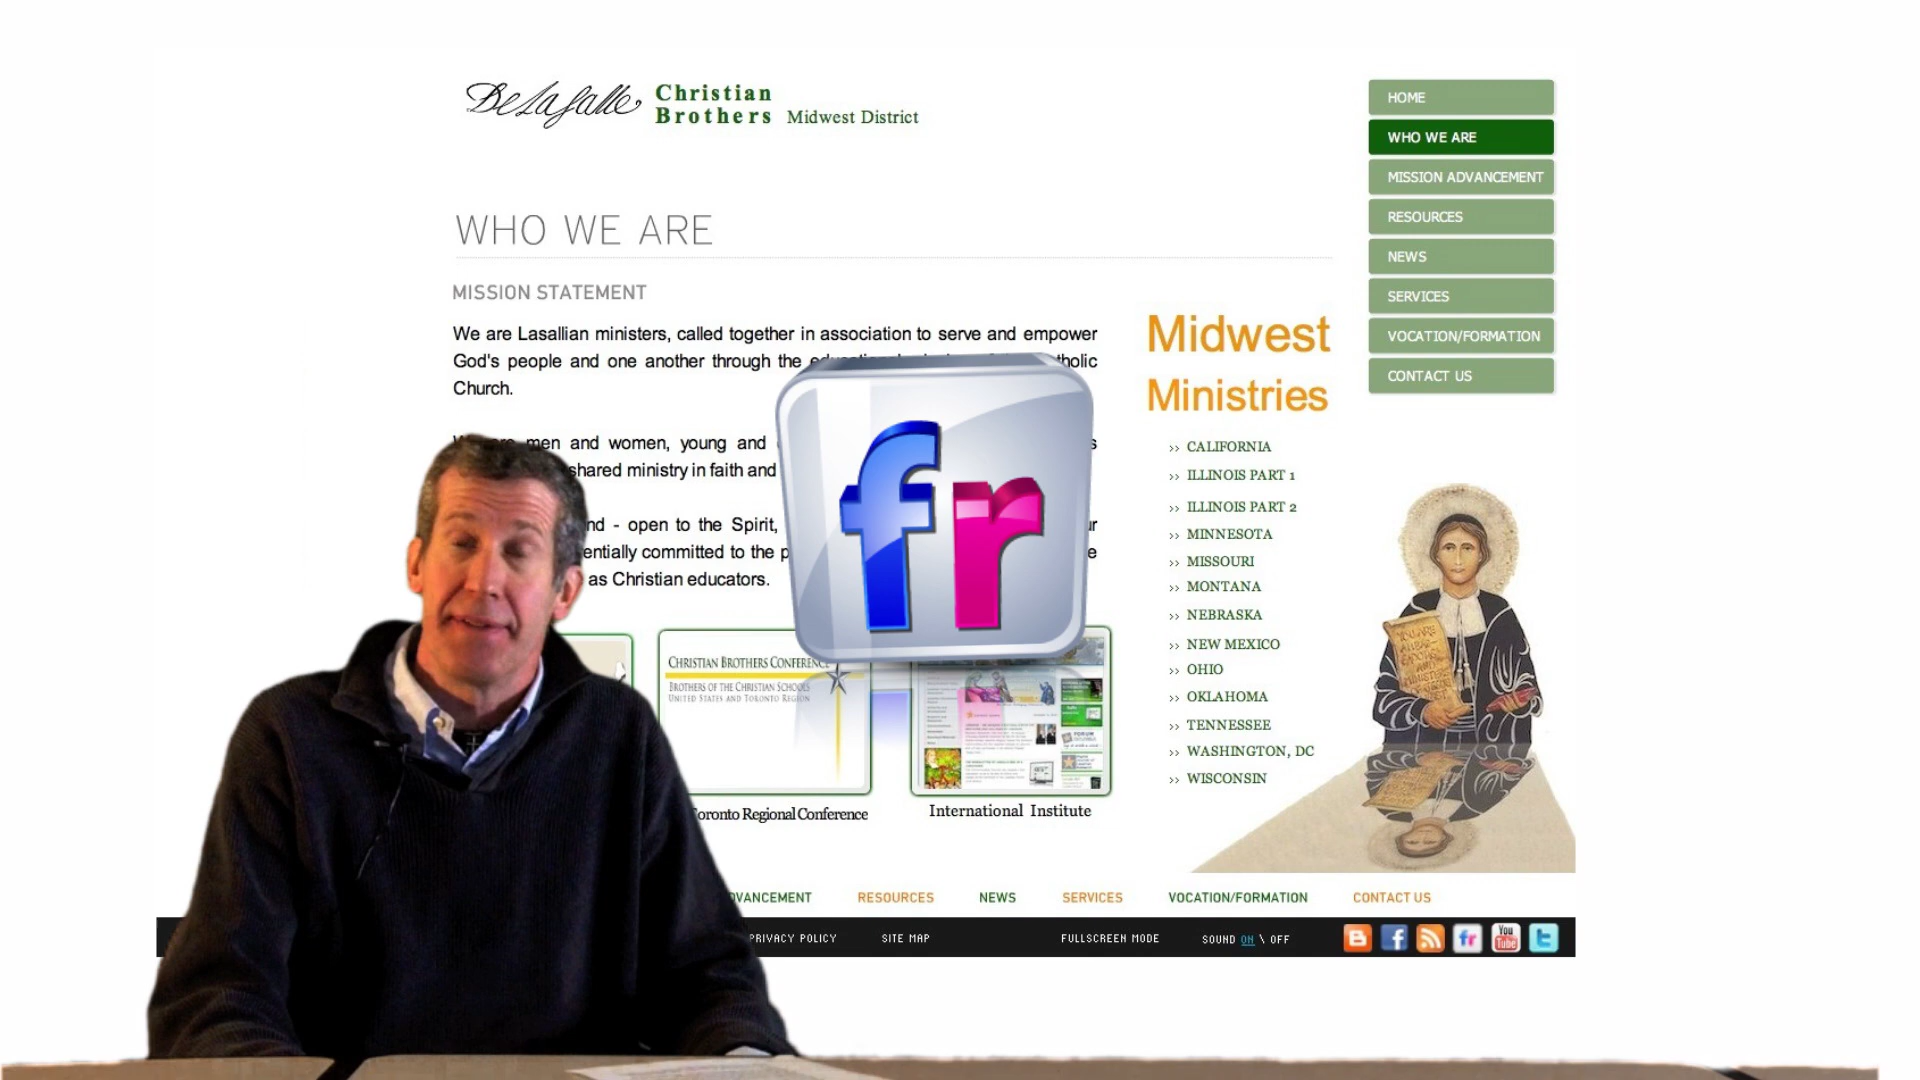 De La Salle Christian
Brothers Midwest District
HOME
WHO WE ARE
MISSION ADVANCEMENT
RESOURCES
NEWS
SERVICES
VOCATION/FORMATION
CONTACT US
WHO WE ARE
MISSION STATEMENT
We are Lasallian ministers, called together in association to serve and empower
God's people and one another through the
Church.
men and women, young and
shared ministry in faith and
- open to the Spirit,
committed to the
as Christian educators.
fr
Midwest
Ministries
›› CALIFORNIA
›› ILLINOIS PART 1
›› ILLINOIS PART 2
›› MINNESOTA
›› MISSOURI
›› MONTANA
›› NEBRASKA
›› NEW MEXICO
›› OHIO
›› OKLAHOMA
›› TENNESSEE
›› WASHINGTON, DC
›› WISCONSIN
CHRISTIAN BROTHERS CONFERENCE
BROTHERS OF THE CHRISTIAN SCHOOLS
UNITED STATES AND TORONTO REGION
Regional Conference
International Institute
RESOURCES NEWS SERVICES VOCATION/FORMATION CONTACT US
PRIVACY POLICY SITE MAP FULLSCREEN MODE SOUND ON \ OFF
fr
You
Tube